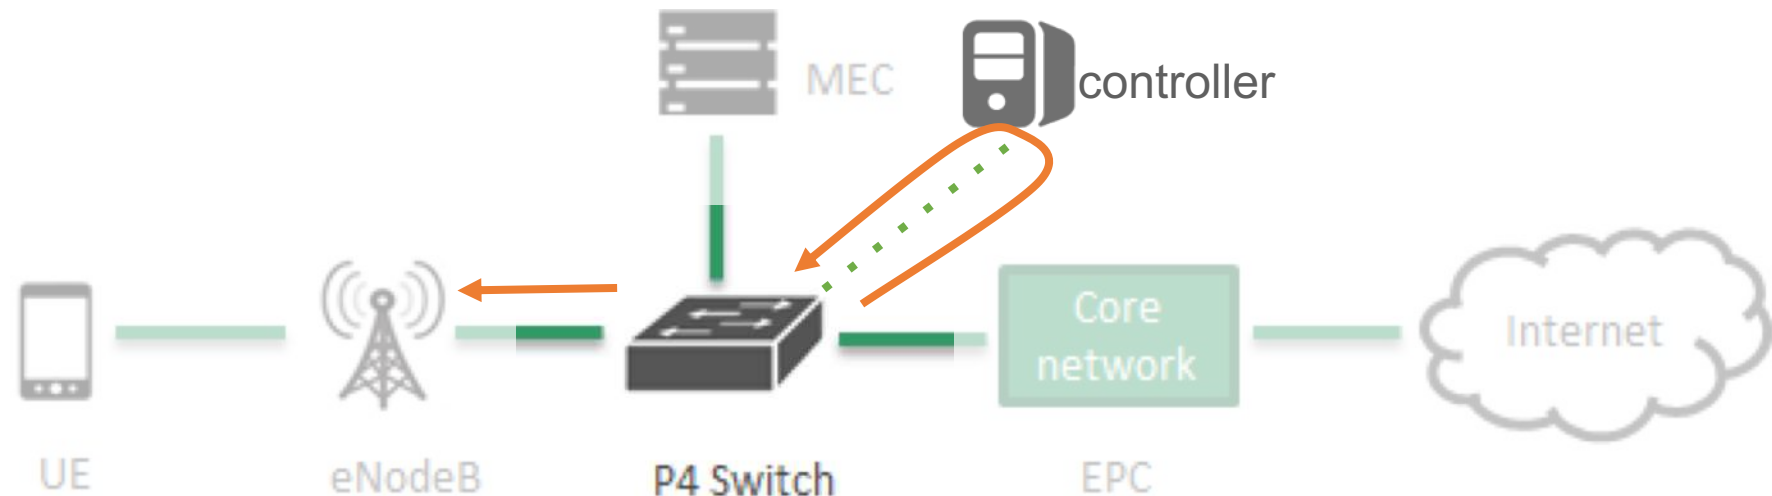 MEC
controller
Core
network
Internet
UE
eNodeB
P4 Switch
EPC